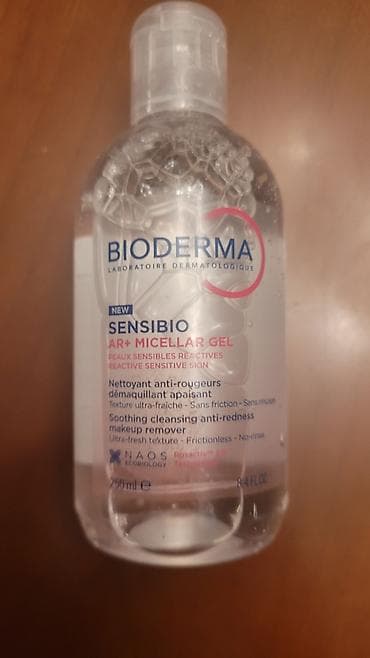 BIODERMA
LABORATOIRE DERMATOLOGIQUE
NEW
SENSIBIO
AR+ MICELLAR GEL
PEAUX SENSIBLES RÉACTIVES
REACTIVE SENSITIVE SKIN
Nettoyant anti-rougeurs
démaquillant apaisant
Texture ultra-fraîche - Sans friction - Sans rinçage
Soothing cleansing anti-redness
makeup remover
Ultra-fresh texture - Frictionless -
NAOS
ECOBIOLOGY
250 ml e 8.4 FL.OZ.